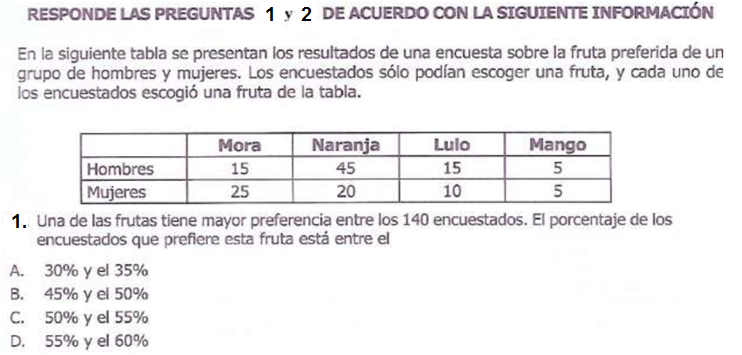 RESPONDE LAS PREGUNTAS 1 y 2 DE ACUERDO CON LA SIGUIENTE INFORMACIÓN
En la siguiente tabla se presentan los resultados de una encuesta sobre la fruta preferida de un
grupo de hombres y mujeres. Los encuestados sólo podían escoger una fruta, y cada uno de
los encuestados escogió una fruta de la tabla.
Mora Naranja Lulo Mango
Hombres 15 45 15 5
Mujeres 25 20 10 5
1. Una de las frutas tiene mayor preferencia entre los 140 encuestados. El porcentaje de los
encuestados que prefiere esta fruta está entre el
A. 30% y el 35%
B. 45% y el 50%
C. 50% y el 55%
D. 55% y el 60%